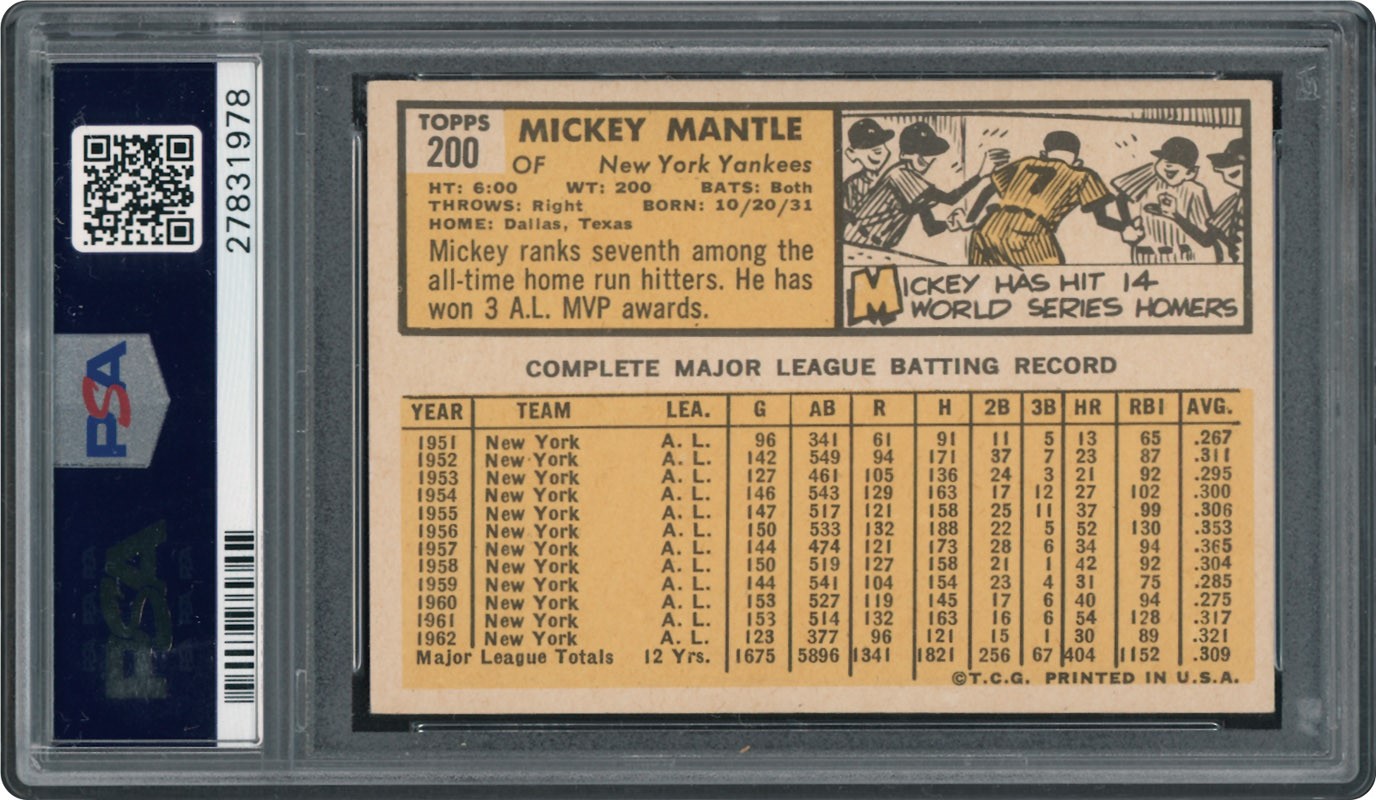 27831978
PSA
PSA
TOPPS
200
MICKEY MANTLE
OF New York Yankees
HT: 6:00 WT: 200 BATS: Both
THROWS: Right BORN: 10/20/31
HOME: Dallas, Texas
Mickey ranks seventh among the
all-time home run hitters. He has
won 3 A.L. MVP awards.
7
MICKEY HAS HIT 14
WORLD SERIES HOMERS
COMPLETE MAJOR LEAGUE BATTING RECORD
YEAR TEAM LEA. G AB R H 2B 3B HR RBI AVG.
1951 New York A. L. 96 341 61 91 11 5 13 65 .267
1952 New York A. L. 142 549 94 171 37 7 23 87 .311
1953 New York A. L. 127 461 105 136 24 3 21 92 .295
1954 New York A. L. 146 543 129 163 17 12 27 102 .300
1955 New York A. L. 147 517 121 158 25 11 37 99 .306
1956 New York A. L. 150 533 132 188 22 5 52 130 .353
1957 New York A. L. 144 474 121 173 28 6 34 94 .365
1958 New York A. L. 150 519 127 158 21 1 42 92 .304
1959 New York A. L. 144 541 104 154 23 4 31 75 .285
1960 New York A. L. 153 527 119 145 17 6 40 94 .275
1961 New York A. L. 153 514 132 163 16 6 54 128 .317
1962 New York A. L. 123 377 96 121 15 1 30 89 .321
Major League Totals 12 Yrs. 1675 5896 1341 1821 256 67 404 1152 .309
©T.C.G. PRINTED IN U.S.A.